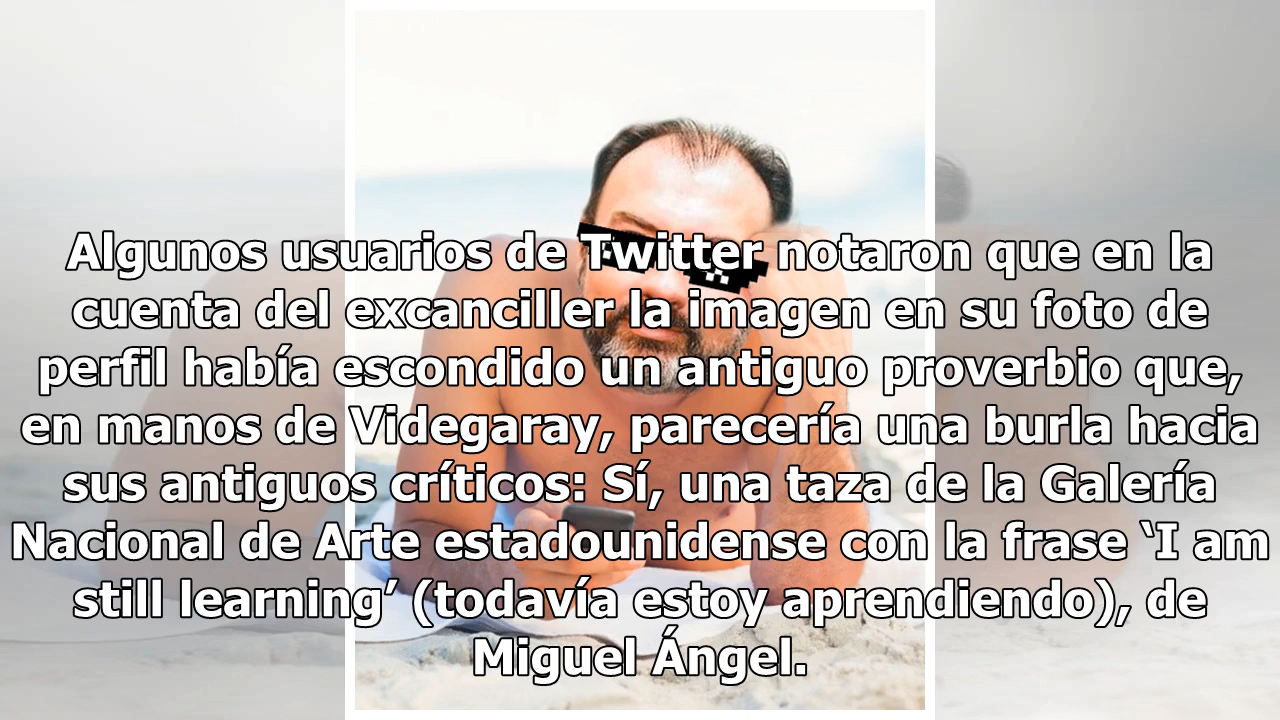 Algunos usuarios de Twitter notaron que en la
cuenta del excanciller la imagen en su foto de
perfil había escondido un antiguo proverbio que,
en manos de Videgaray, parecería una burla hacia
sus antiguos críticos: Sí, una taza de la Galería
Nacional de Arte estadounidense con la frase ‘I am
still learning’ (todavía estoy aprendiendo), de
Miguel Ángel.